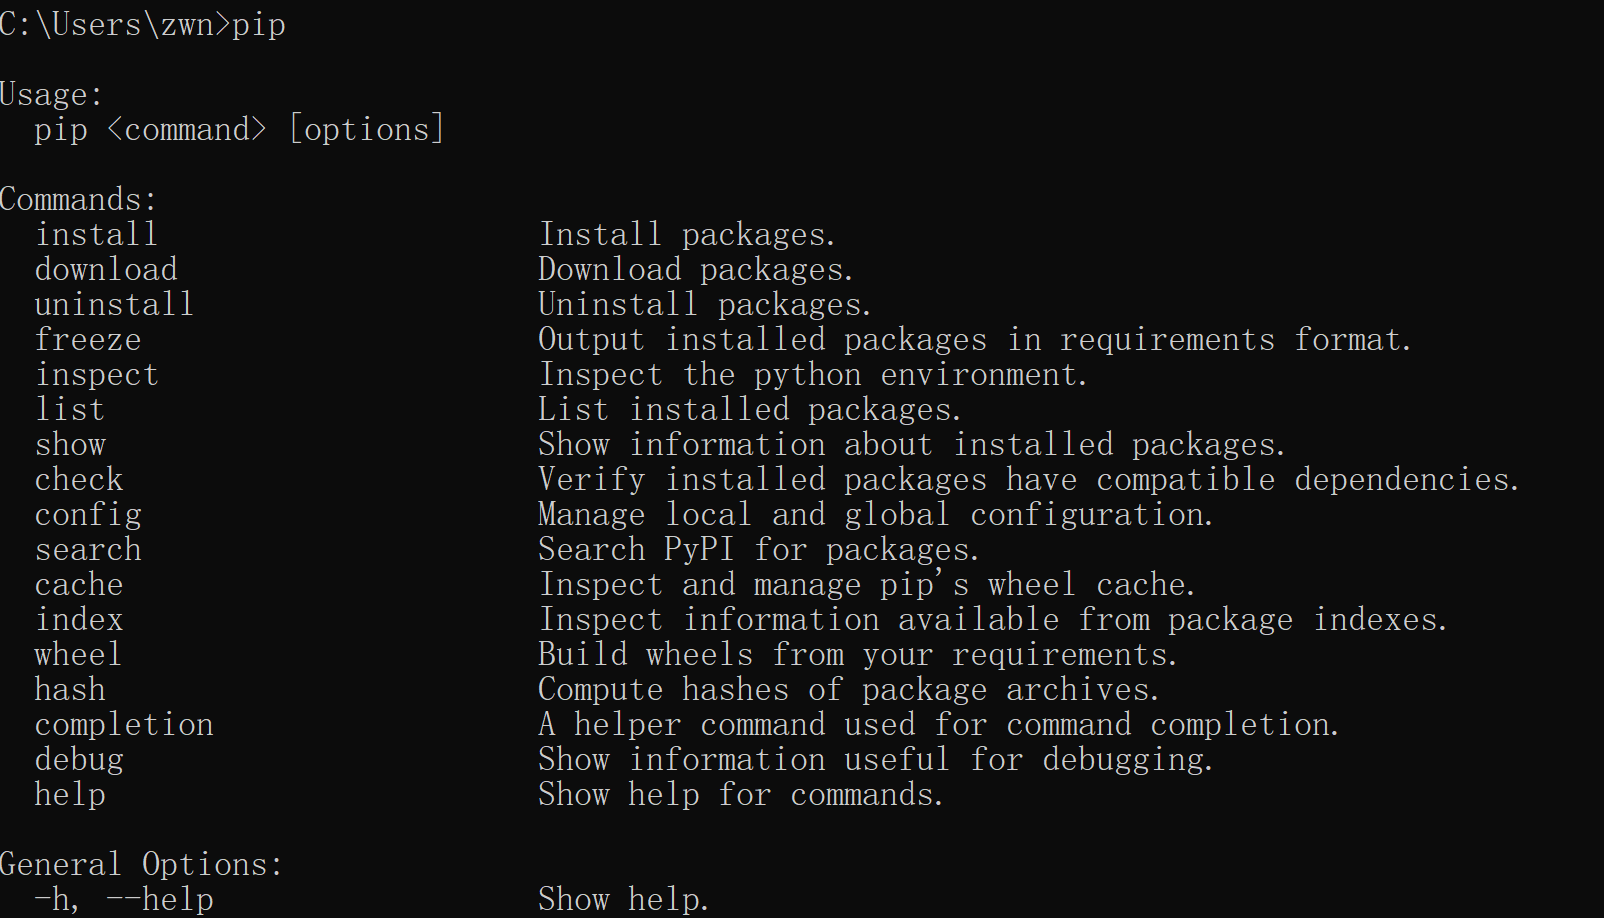 C:\Users\zwn>pip
Usage:
pip <command> [options]
Commands:
install Install packages.
download Download packages.
uninstall Uninstall packages.
freeze Output installed packages in requirements format.
inspect Inspect the python environment.
list List installed packages.
show Show information about installed packages.
check Verify installed packages have compatible dependencies.
config Manage local and global configuration.
search Search PyPI for packages.
cache Inspect and manage pip's wheel cache.
index Inspect information available from package indexes.
wheel Build wheels from your requirements.
hash Compute hashes of package archives.
completion A helper command used for command completion.
debug Show information useful for debugging.
help Show help for commands.
General Options:
-h, --help Show help.